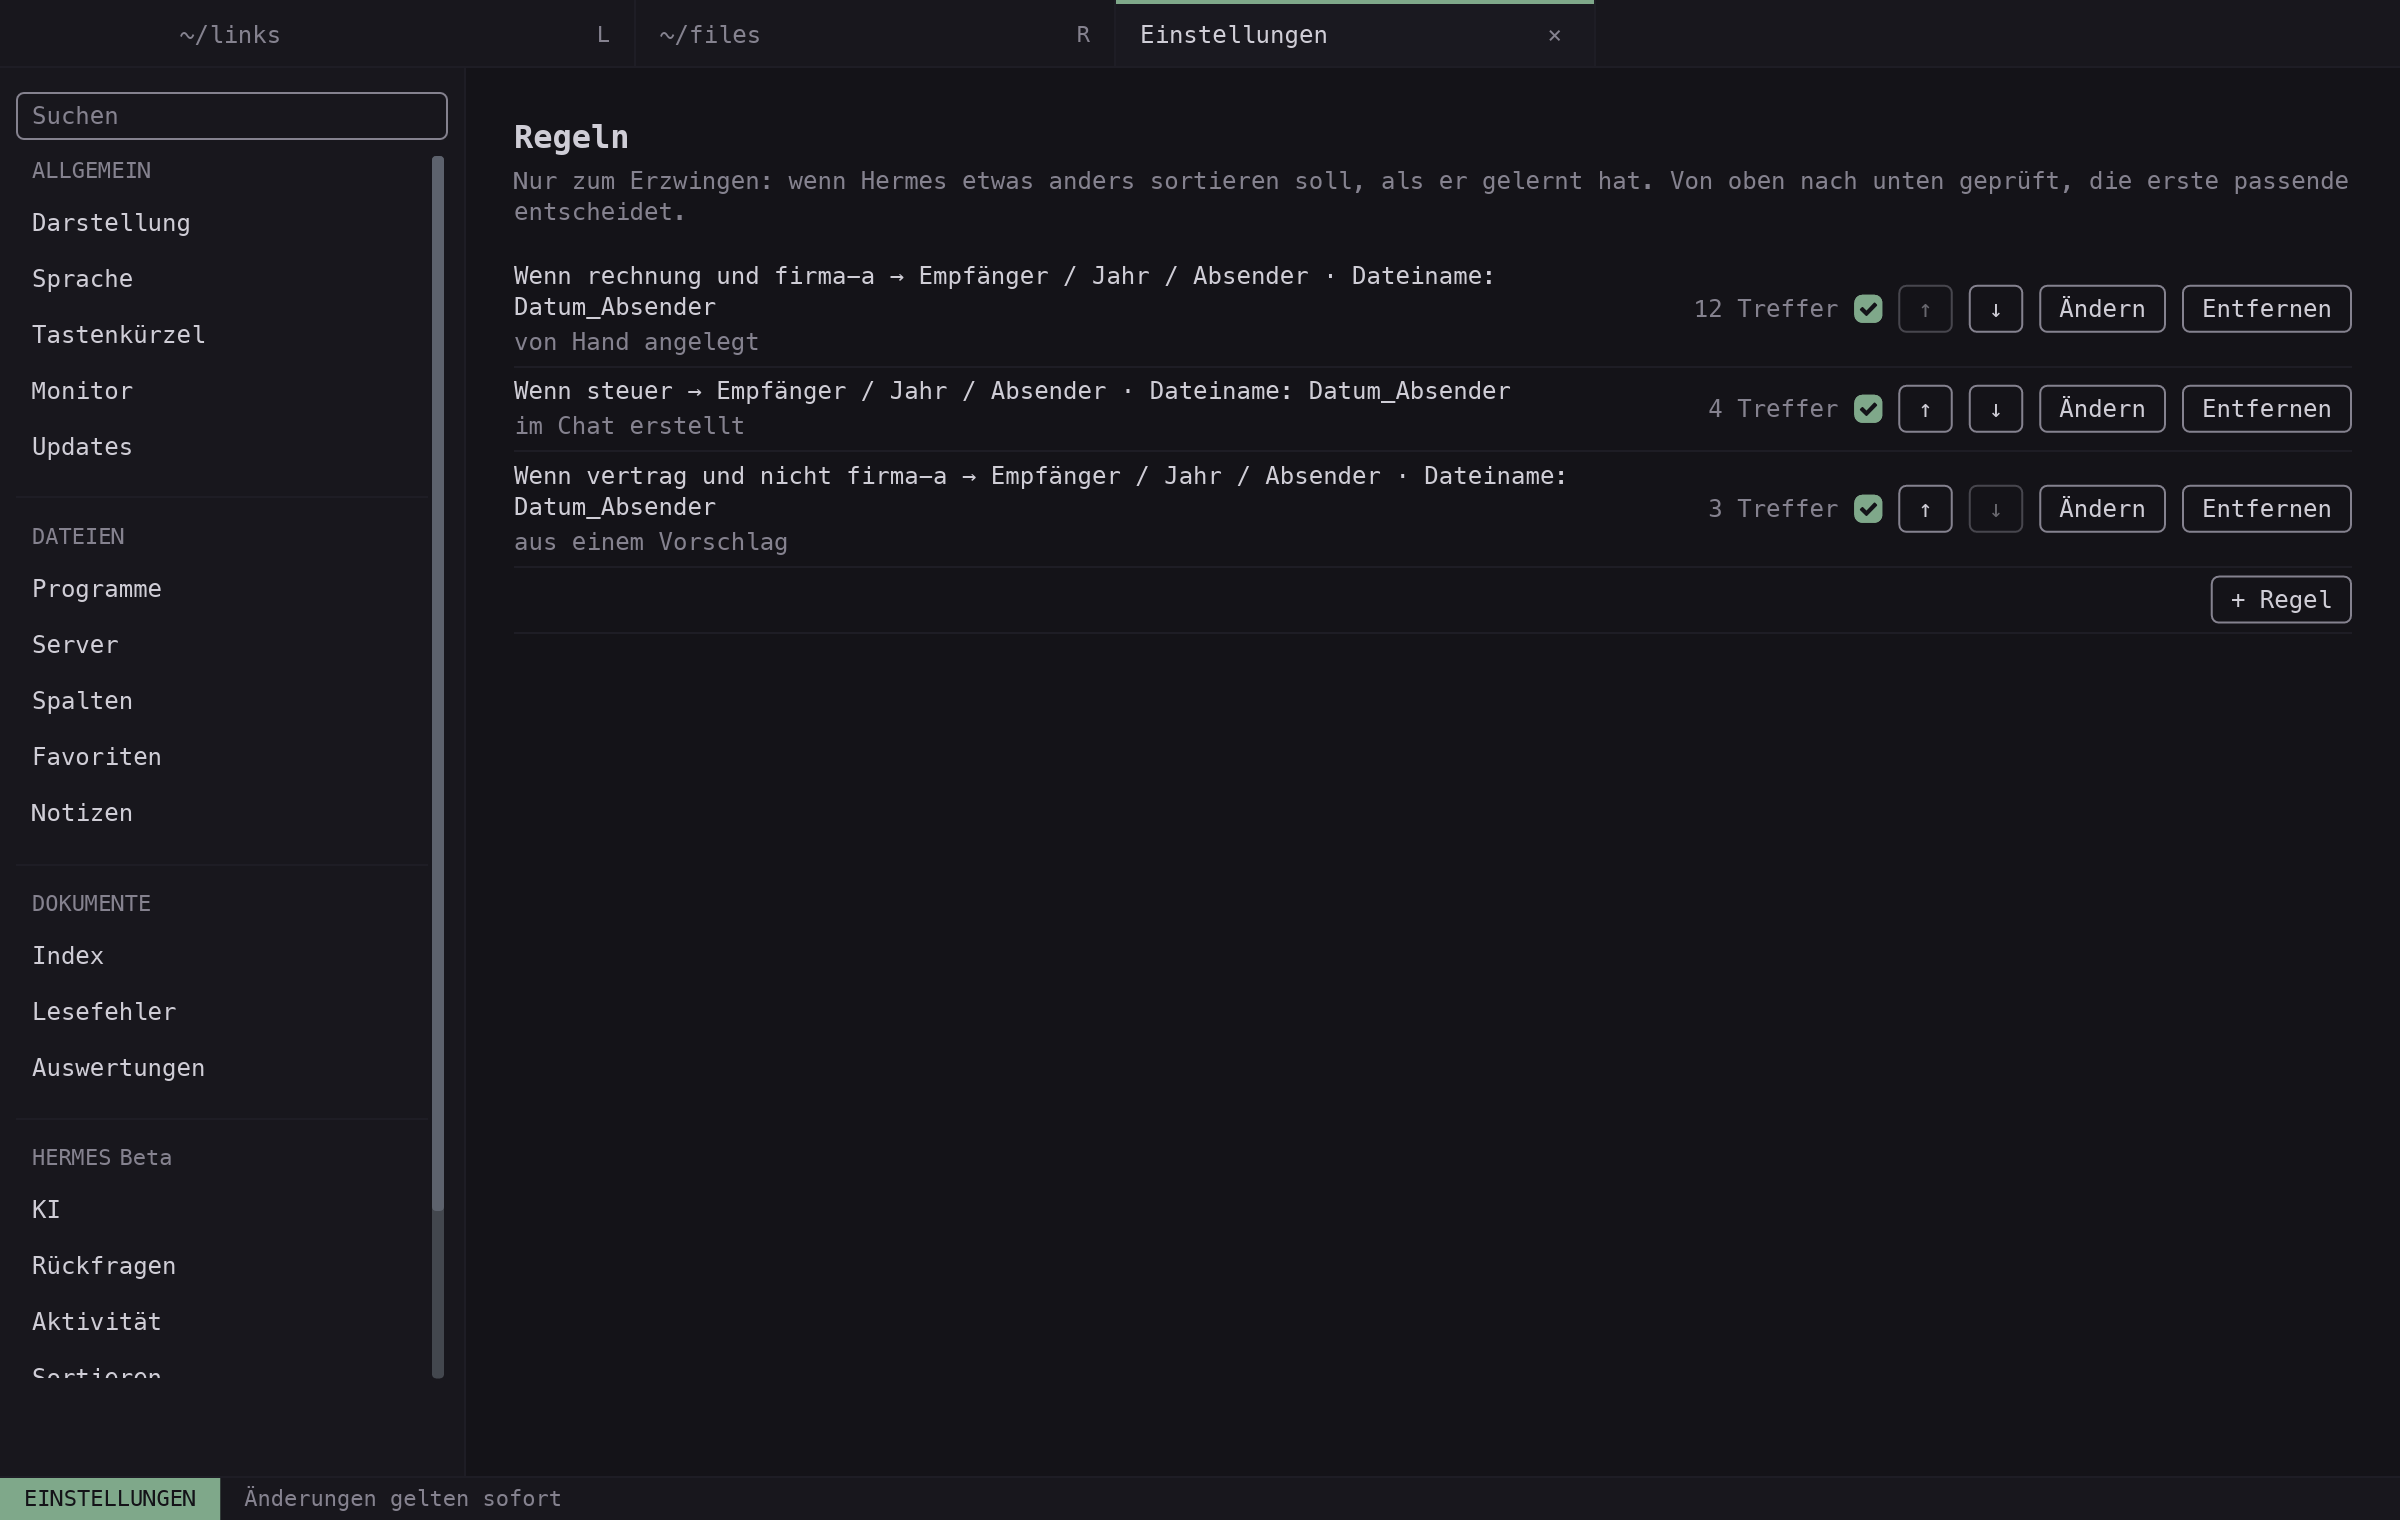 ~/links L ~/files R Einstellungen ×
Suchen
ALLGEMEIN
Darstellung
Sprache
Tastenkürzel
Monitor
Updates
DATEIEN
Programme
Server
Spalten
Favoriten
Notizen
DOKUMENTE
Index
Lesefehler
Auswertungen
HERMES Beta
KI
Rückfragen
Aktivität
Sortieren
Regeln
Nur zum Erzwingen: wenn Hermes etwas anders sortieren soll, als er gelernt hat. Von oben nach unten geprüft, die erste passende
entscheidet.
Wenn rechnung und firma-a → Empfänger / Jahr / Absender · Dateiname:
Datum_Absender
von Hand angelegt
12 Treffer ↑ ↓ Ändern Entfernen
Wenn steuer → Empfänger / Jahr / Absender · Dateiname: Datum_Absender
im Chat erstellt
4 Treffer ↑ ↓ Ändern Entfernen
Wenn vertrag und nicht firma-a → Empfänger / Jahr / Absender · Dateiname:
Datum_Absender
aus einem Vorschlag
3 Treffer ↑ ↓ Ändern Entfernen
+ Regel
EINSTELLUNGEN Änderungen gelten sofort